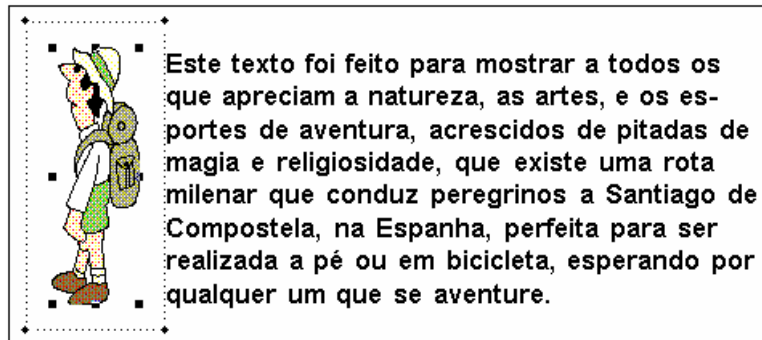 Este texto foi feito para mostrar a todos os
que apreciam a natureza, as artes, e os es-
portes de aventura, acrescidos de pitadas de
magia e religiosidade, que existe uma rota
milenar que conduz peregrinos a Santiago de
Compostela, na Espanha, perfeita para ser
realizada a pé ou em bicicleta, esperando por
qualquer um que se aventure.